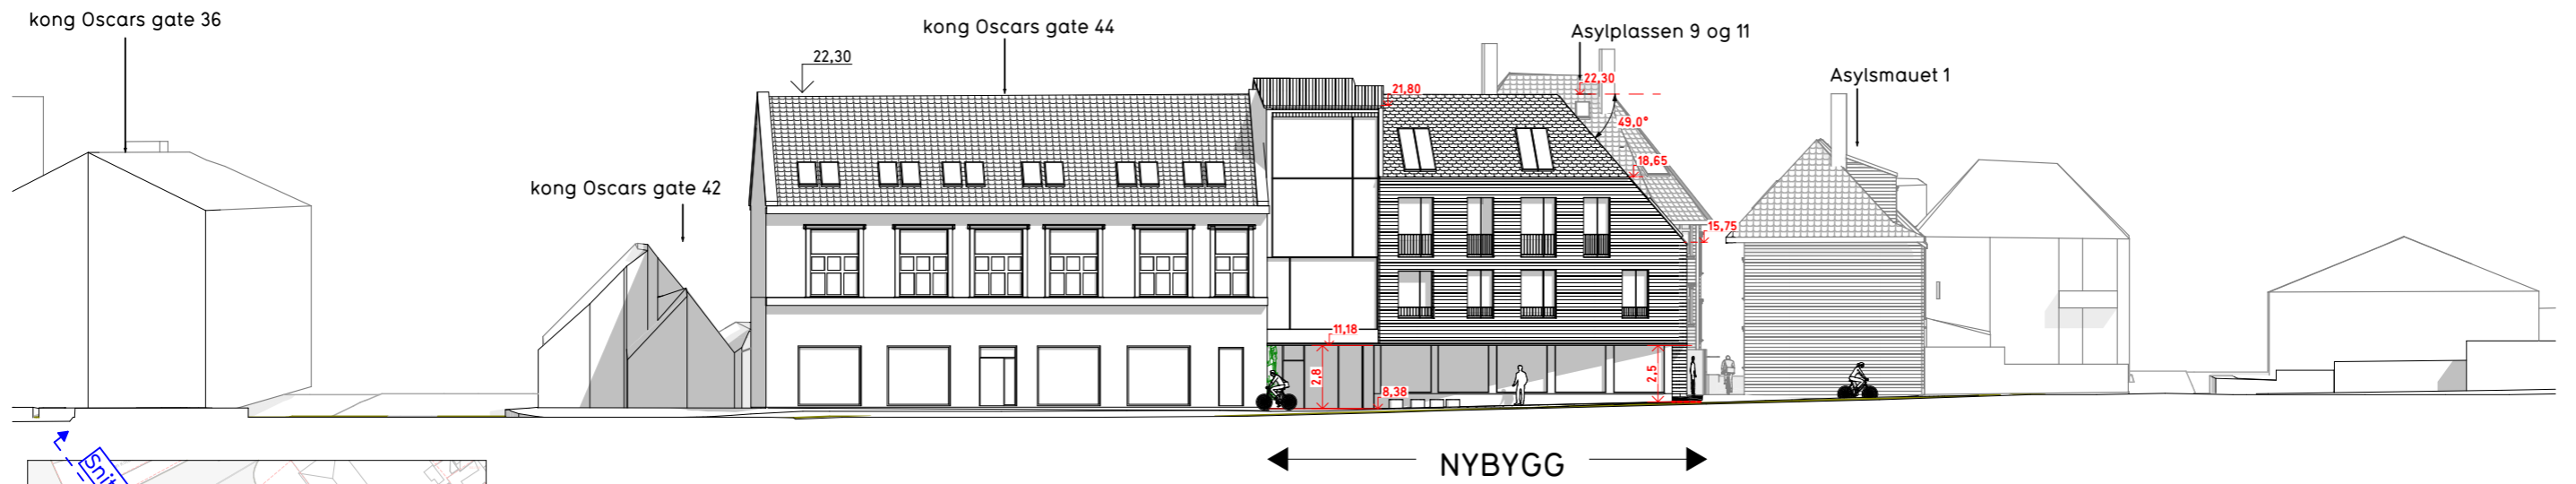 kong Oscars gate 36
kong Oscars gate 44
Asylplassen 9 og 11
Asylsmauet 1
22,30
22,30
21,80
49,0°
18,65
kong Oscars gate 42
15,75
11,18
2,8
8,38
2,5
Snit
NYBYGG